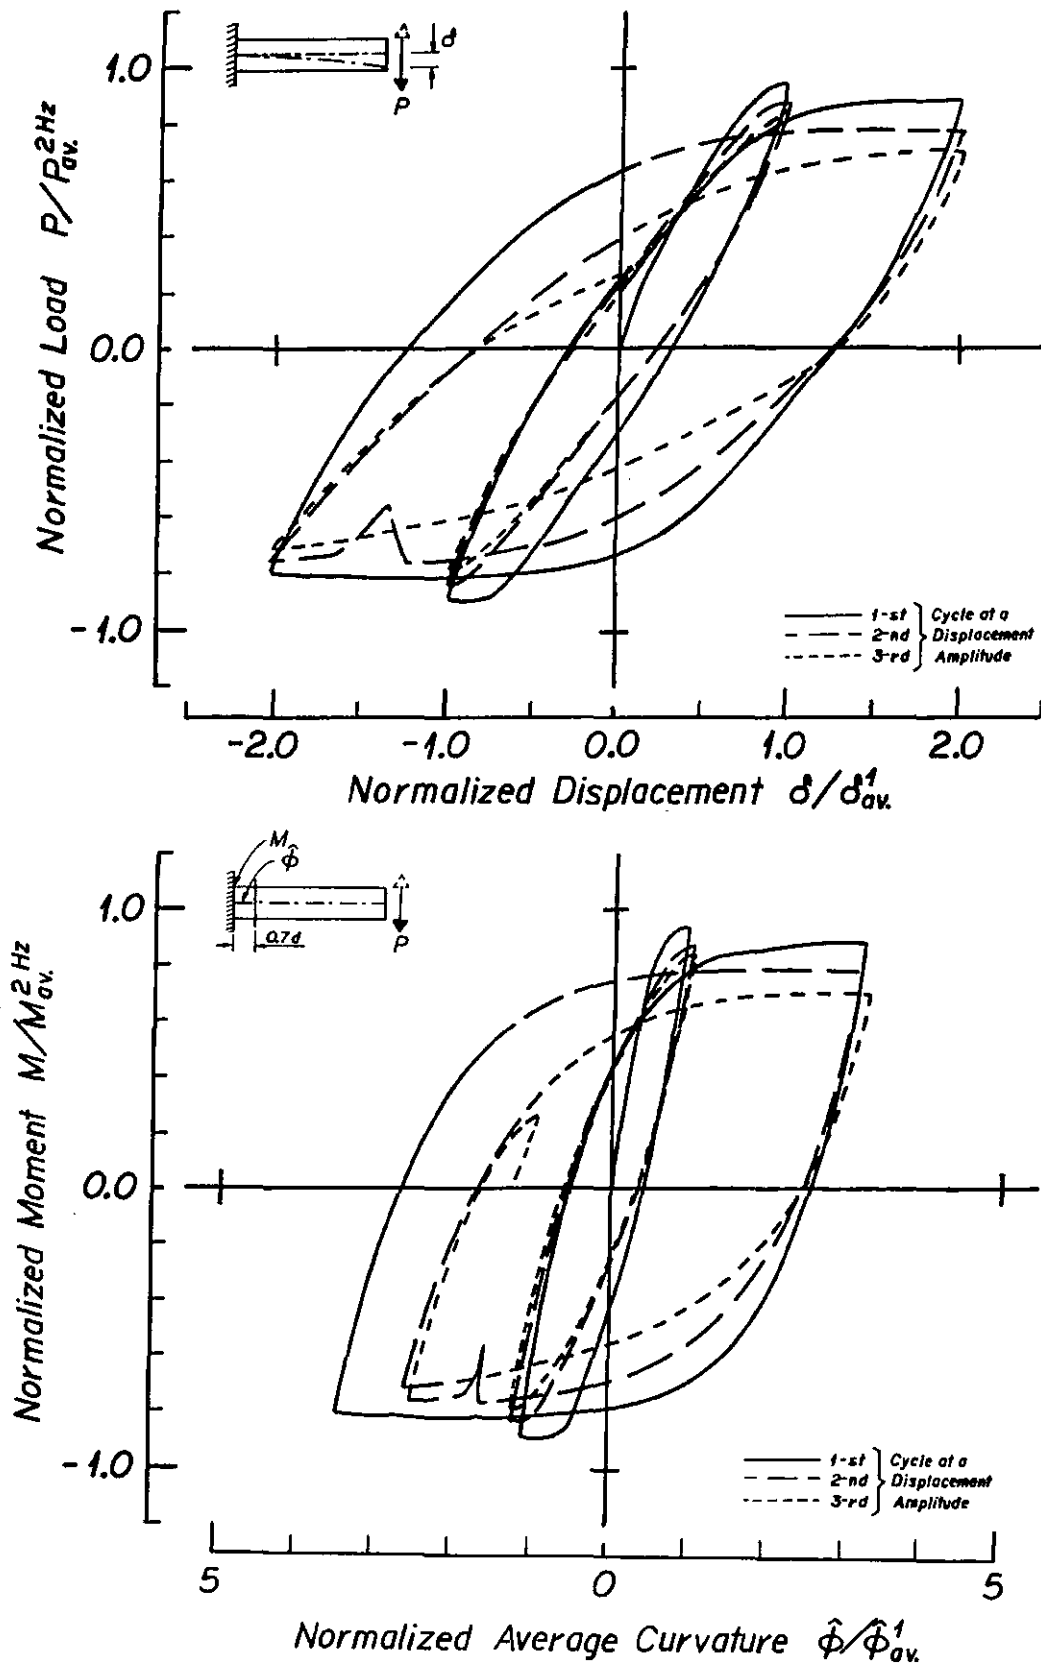 1.0
0.0
-1.0
Normalized Load P/P av. 2Hz
δ
P
1-st
2-nd
3-rd
Cycle at a
Displacement
Amplitude
-2.0 -1.0 0.0 1.0 2.0
Normalized Displacement δ/δ av. 1
M
φ̂
0.7d
P
1.0
0.0
-1.0
Normalized Moment M/M av. 2Hz
1-st
2-nd
3-rd
Cycle at a
Displacement
Amplitude
5 0 5
Normalized Average Curvature φ̂/φ̂ av. 1